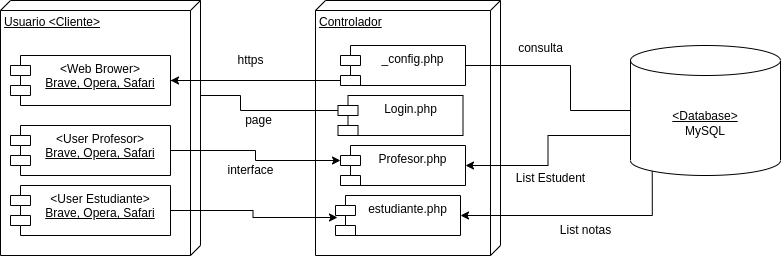 Usuario <Cliente>
<Web Brower>
Brave, Opera, Safari
<User Profesor>
Brave, Opera, Safari
<User Estudiante>
Brave, Opera, Safari
https
page
interface
Controlador
_config.php
Login.php
Profesor.php
estudiante.php
consulta
List Estudent
List notas
<Database>
MySQL